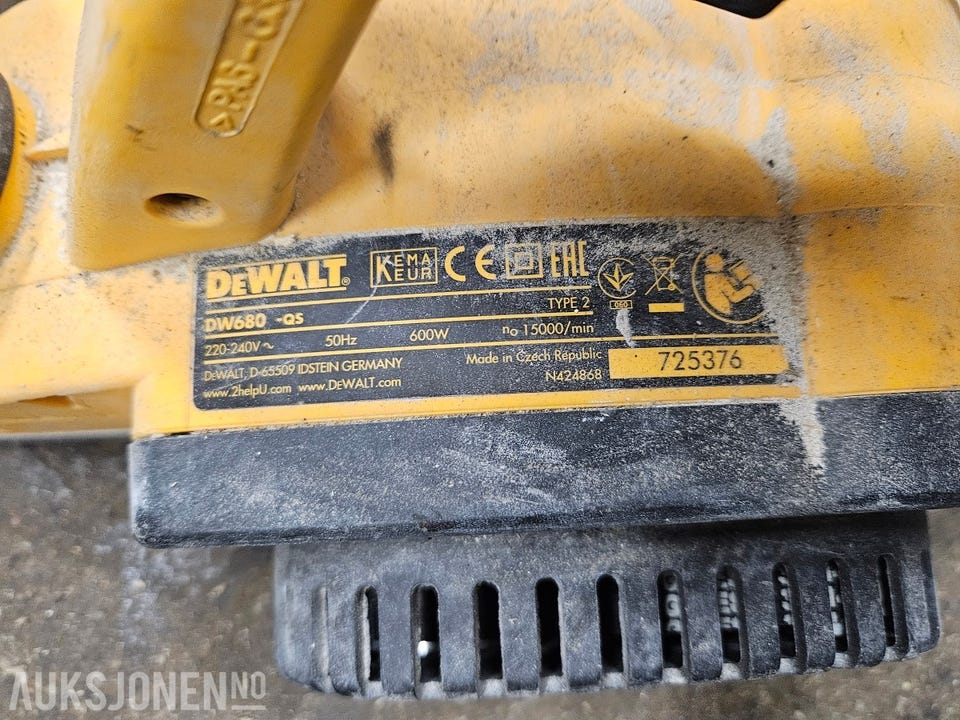 >PA6-
DEWALT®
KEMA KEUR CE EAC
DW680 -QS TYPE 2
220-240V~ 50Hz 600W n₀ 15000/min
DEWALT, D-65509 IDSTEIN GERMANY Made in Czech Republic
www.2helpU.com www.DEWALT.com N424868
725376
AUKSJONEN NO